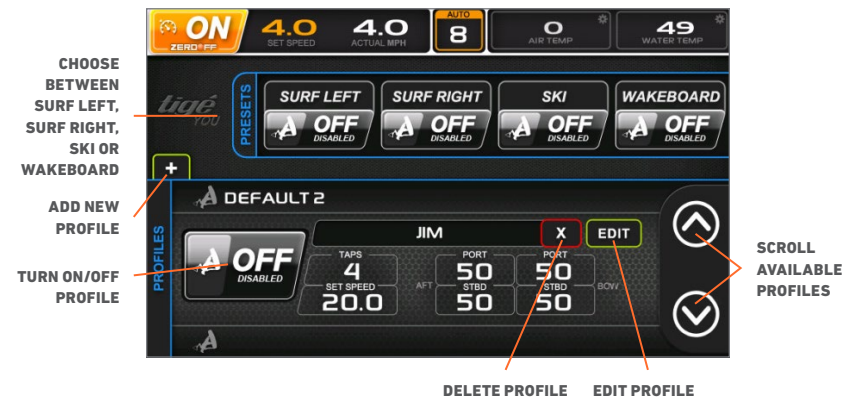 ON
ZEROFF
4.0
SET SPEED
4.0
ACTUAL MPH
AUTO
8
0
AIR TEMP
49
WATER TEMP
CHOOSE
BETWEEN
SURF LEFT,
SURF RIGHT,
SKI OR
WAKEBOARD
tigé
YOU
PRESETS
SURF LEFT
OFF
DISABLED
SURF RIGHT
OFF
DISABLED
SKI
OFF
DISABLED
WAKEBOARD
OFF
DISABLED
+
ADD NEW
PROFILE
PROFILES
DEFAULT 2
JIM
X
EDIT
TURN ON/OFF
PROFILE
OFF
DISABLED
TAPS
4
SET SPEED
20.0
AFT
PORT
50
STBD
50
PORT
50
STBD
50
BOW
SCROLL
AVAILABLE
PROFILES
DELETE PROFILE
EDIT PROFILE